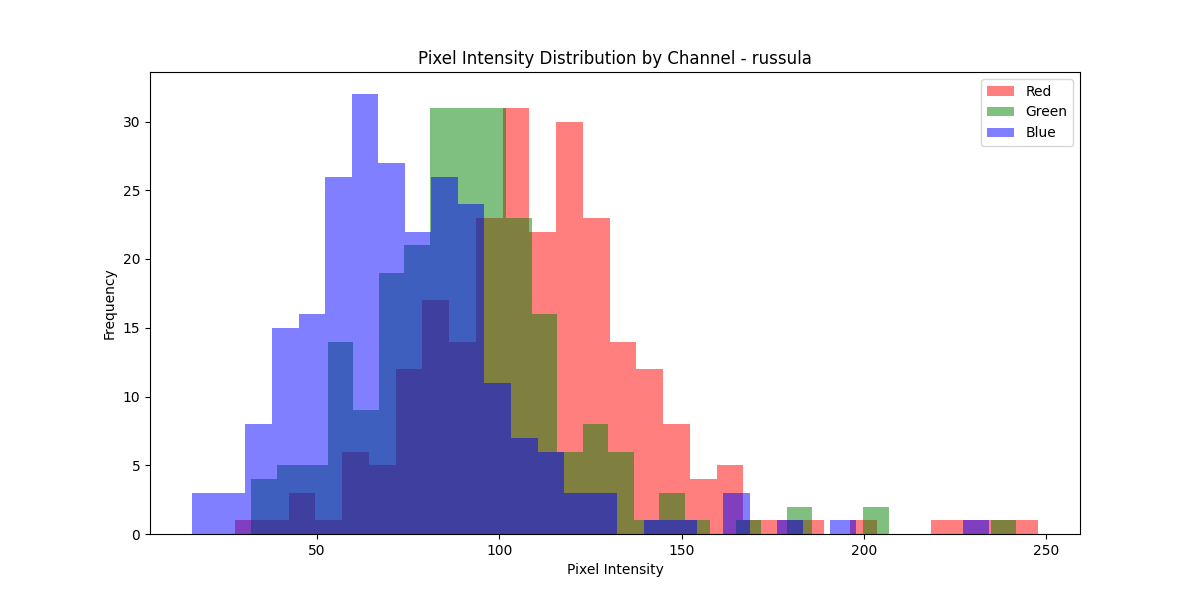 Pixel Intensity Distribution by Channel - russula
Red
Green
Blue
Frequency
30
25
20
15
10
5
0
50 100 150 200 250
Pixel Intensity